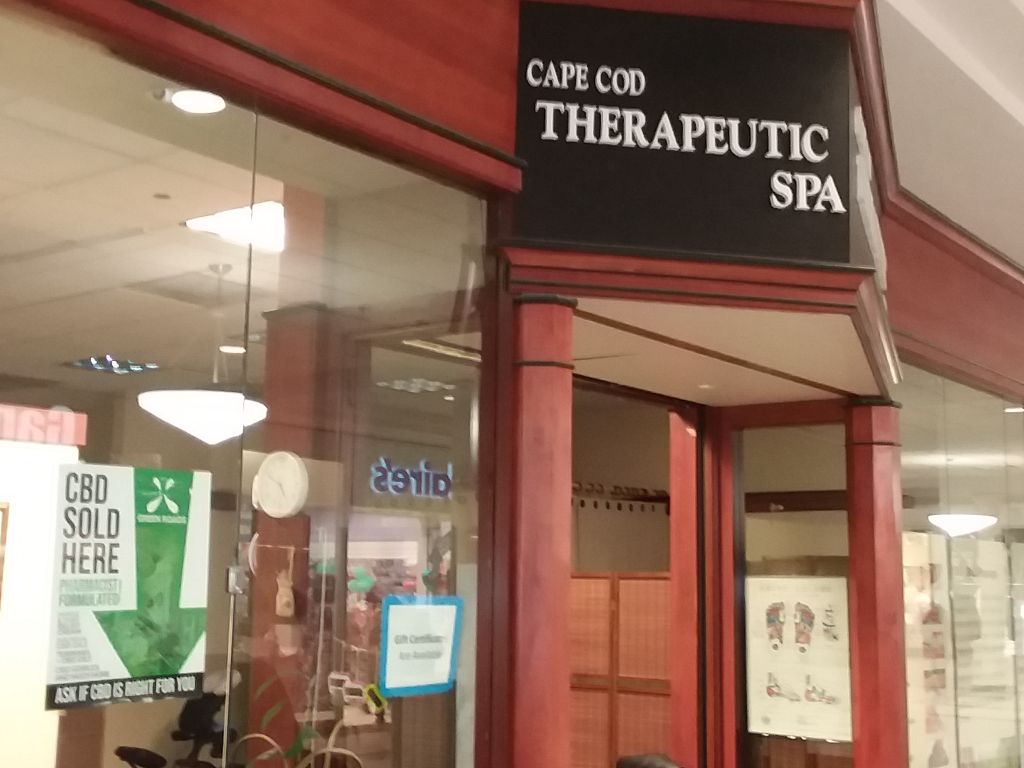 CAPE COD
THERAPEUTIC
SPA
aire's
CBD
SOLD
HERE
PHARMACIST
FORMULATED
GREEN ROADS
ASK IF CBD IS RIGHT FOR YOU
Gift Certificates
Are Available